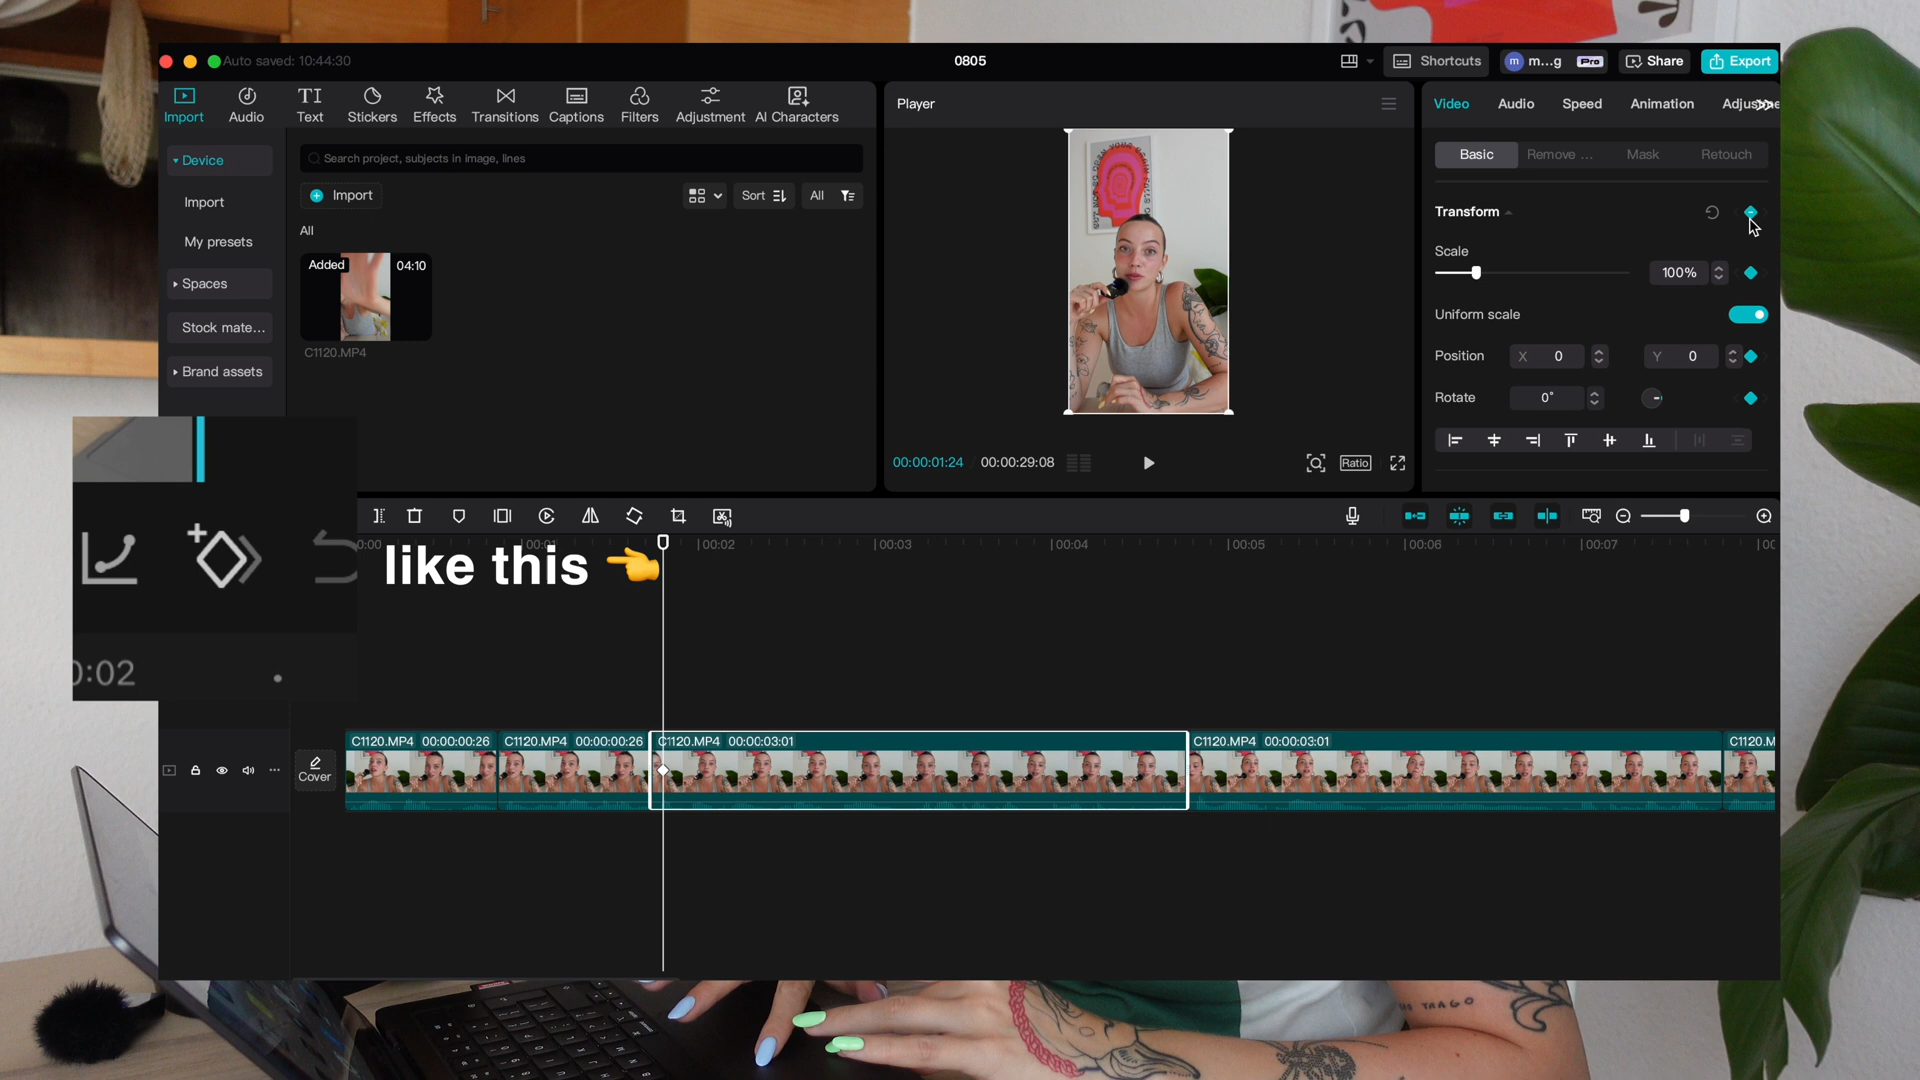 Auto saved: 10:44:30
0805
Shortcuts
m...g
Pro
Share
Export
Import
Audio
Text
Stickers
Effects
Transitions
Captions
Filters
Adjustment
AI Characters
Player
Video
Audio
Speed
Animation
Device
Import
My presets
Spaces
Stock mate...
Brand assets
Search project, subjects in image, lines
Import
Sort
All
All
Added
04:10
C1120.MP4
00:00:01:24
00:00:29:08
Ratio
Basic
Remove ...
Mask
Retouch
Transform
Scale
100%
Uniform scale
Position
X 0
Y 0
Rotate
0°
0:00
00:01
00:02
00:03
00:04
00:05
00:06
00:07
like this
0:02
Cover
C1120.MP4 00:00:00:26
C1120.MP4 00:00:00:26
C1120.MP4 00:00:03:01
C1120.MP4 00:00:03:01
C1120.M